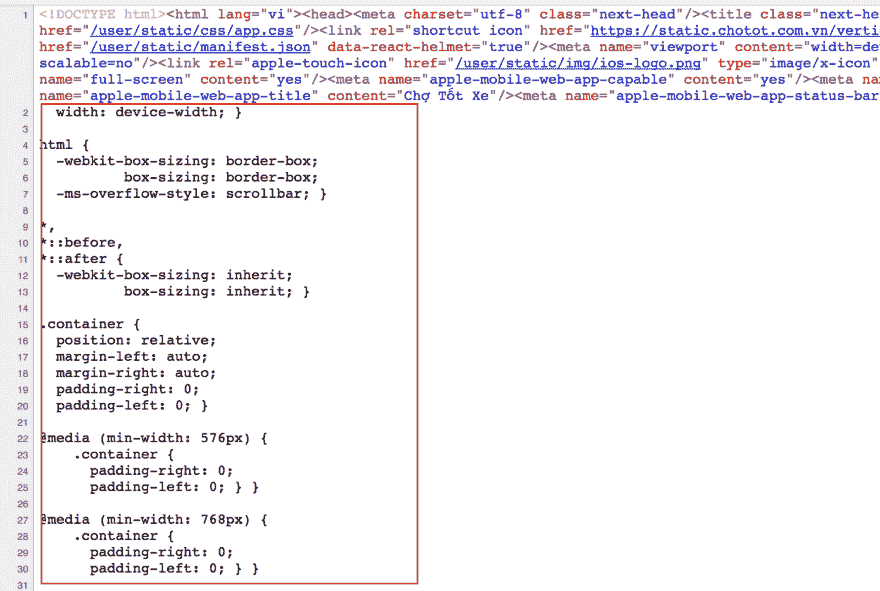 1 <!DOCTYPE html><html lang="vi"><head><meta charset="utf-8" class="next-head"/><title class="next-he
href="/user/static/css/app.css"/><link rel="shortcut icon" href="https://static.chotot.com.vn/verti
href="/user/static/manifest.json" data-react-helmet="true"/><meta name="viewport" content="width=de
scalable=no"/><link rel="apple-touch-icon" href="/user/static/img/ios-logo.png" type="image/x-icon"
name="full-screen" content="yes"/><meta name="apple-mobile-web-app-capable" content="yes"/><meta na
name="apple-mobile-web-app-title" content="Chợ Tốt Xe"/><meta name="apple-mobile-web-app-status-bar
2 width: device-width; }
3
4 html {
5 -webkit-box-sizing: border-box;
6 box-sizing: border-box;
7 -ms-overflow-style: scrollbar; }
8
9 *,
10 *::before,
11 *::after {
12 -webkit-box-sizing: inherit;
13 box-sizing: inherit; }
14
15 .container {
16 position: relative;
17 margin-left: auto;
18 margin-right: auto;
19 padding-right: 0;
20 padding-left: 0; }
21
22 @media (min-width: 576px) {
23 .container {
24 padding-right: 0;
25 padding-left: 0; } }
26
27 @media (min-width: 768px) {
28 .container {
29 padding-right: 0;
30 padding-left: 0; } }
31